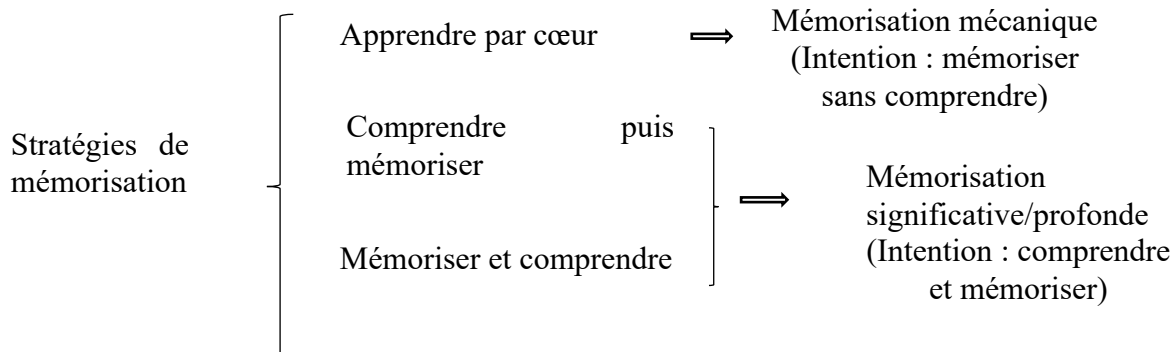 Stratégies de
mémorisation
Apprendre par cœur
⟹
Mémorisation mécanique
(Intention : mémoriser
sans comprendre)
Comprendre puis
mémoriser
Mémoriser et comprendre
⟹
Mémorisation
significative/profonde
(Intention : comprendre
et mémoriser)